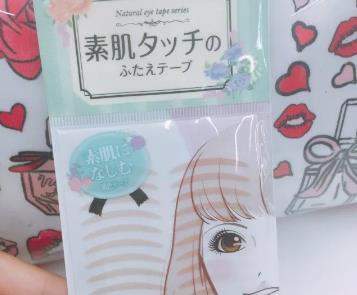 Natural eye tape series
素肌タッチの
ふたえテープ
素肌に
なじむ